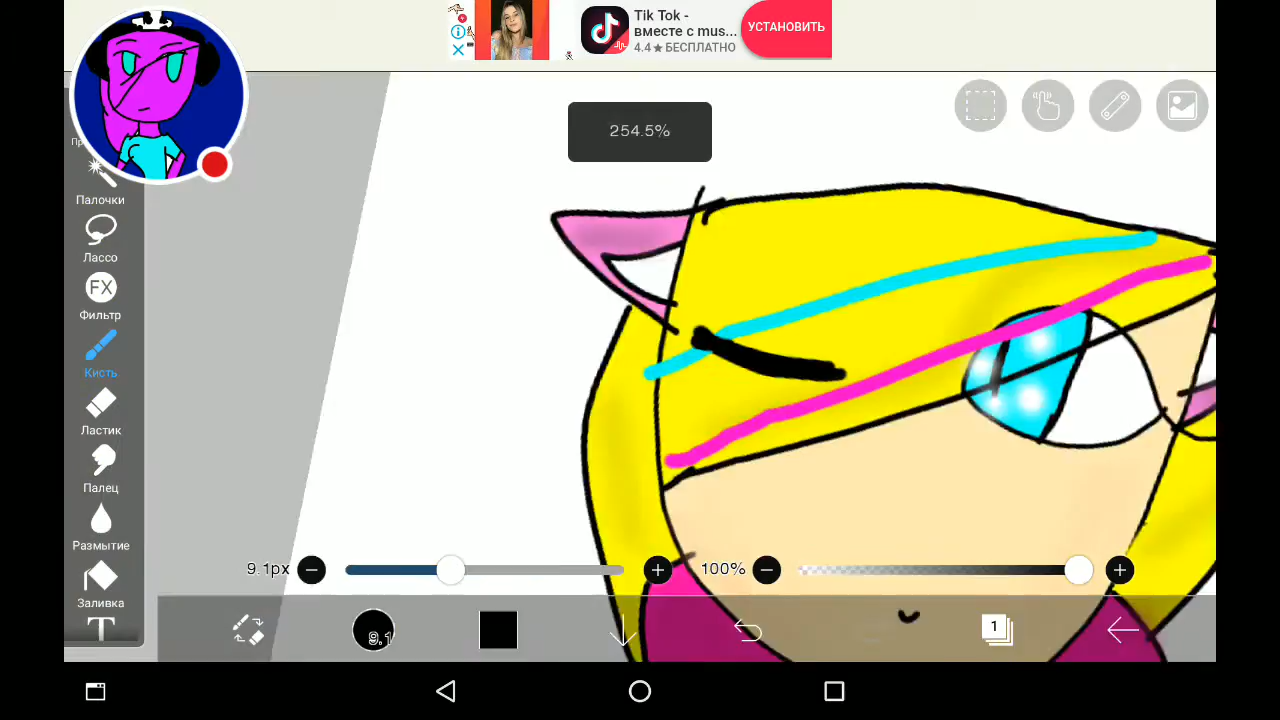 Tik Tok -
вместе с mus...
4.4★ БЕСПЛАТНО
УСТАНОВИТЬ
254.5%
Палочки
Лассо
FX
Фильтр
Кисть
Ластик
Палец
Размытие
Заливка
T
9.1px
100%
9.1
1